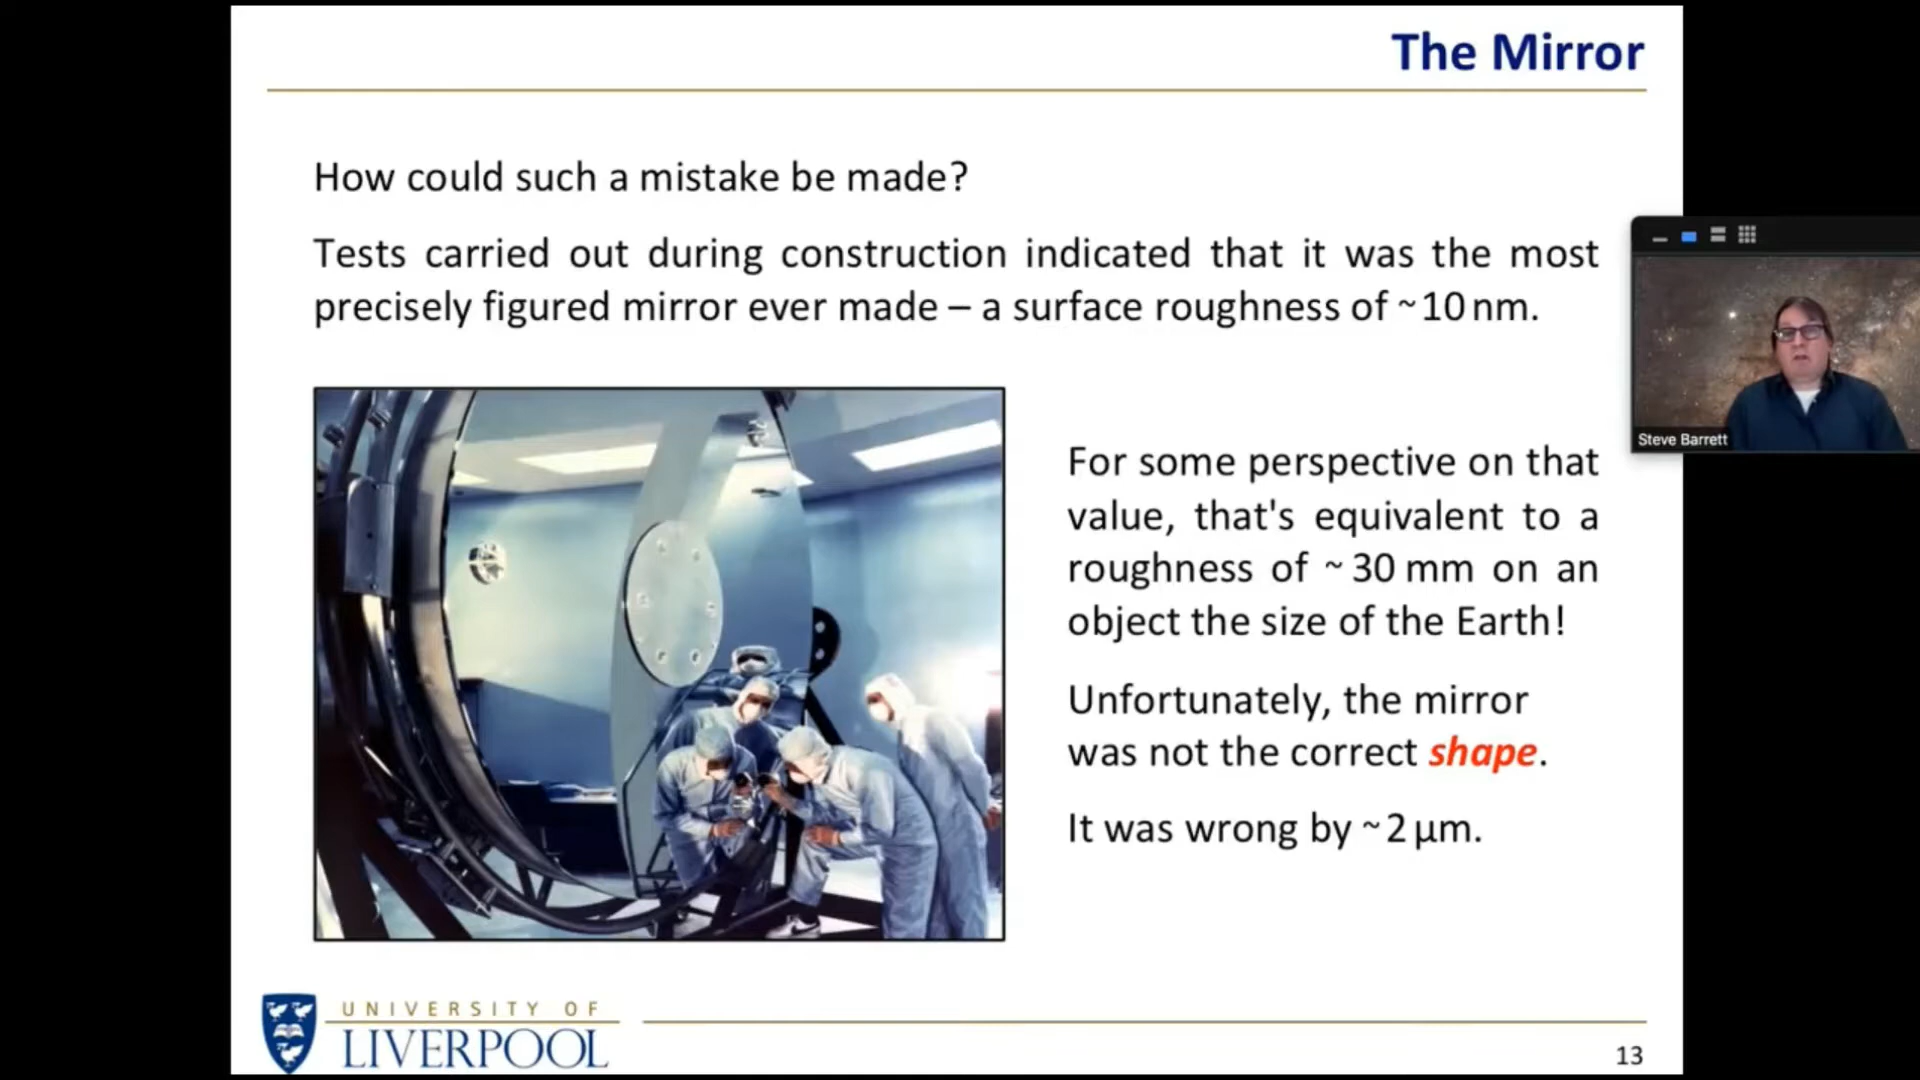 The Mirror
How could such a mistake be made?
Tests carried out during construction indicated that it was the most
precisely figured mirror ever made – a surface roughness of ~10 nm.
For some perspective on that
value, that's equivalent to a
roughness of ~ 30 mm on an
object the size of the Earth!
Unfortunately, the mirror
was not the correct shape.
It was wrong by ~2 µm.
Steve Barrett
UNIVERSITY OF
LIVERPOOL
13